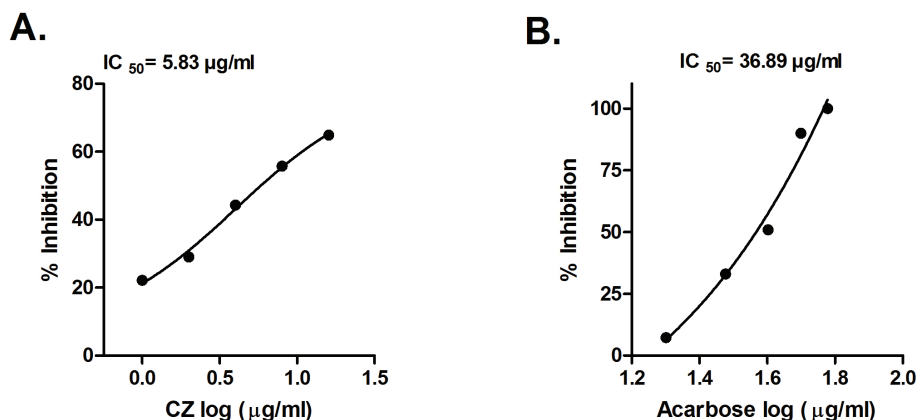 A.
IC 50= 5.83 µg/ml
80
60
40
20
0
% Inhibition
0.0 0.5 1.0 1.5
CZ log ( µg/ml)
B.
IC 50= 36.89 µg/ml
100
75
50
25
0
% Inhibition
1.2 1.4 1.6 1.8 2.0
Acarbose log ( µg/ml)